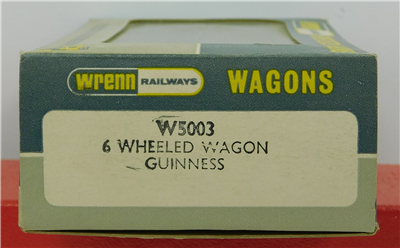 wrenn RAILWAYS WAGONS
W5003
6 WHEELED WAGON
GUINNESS